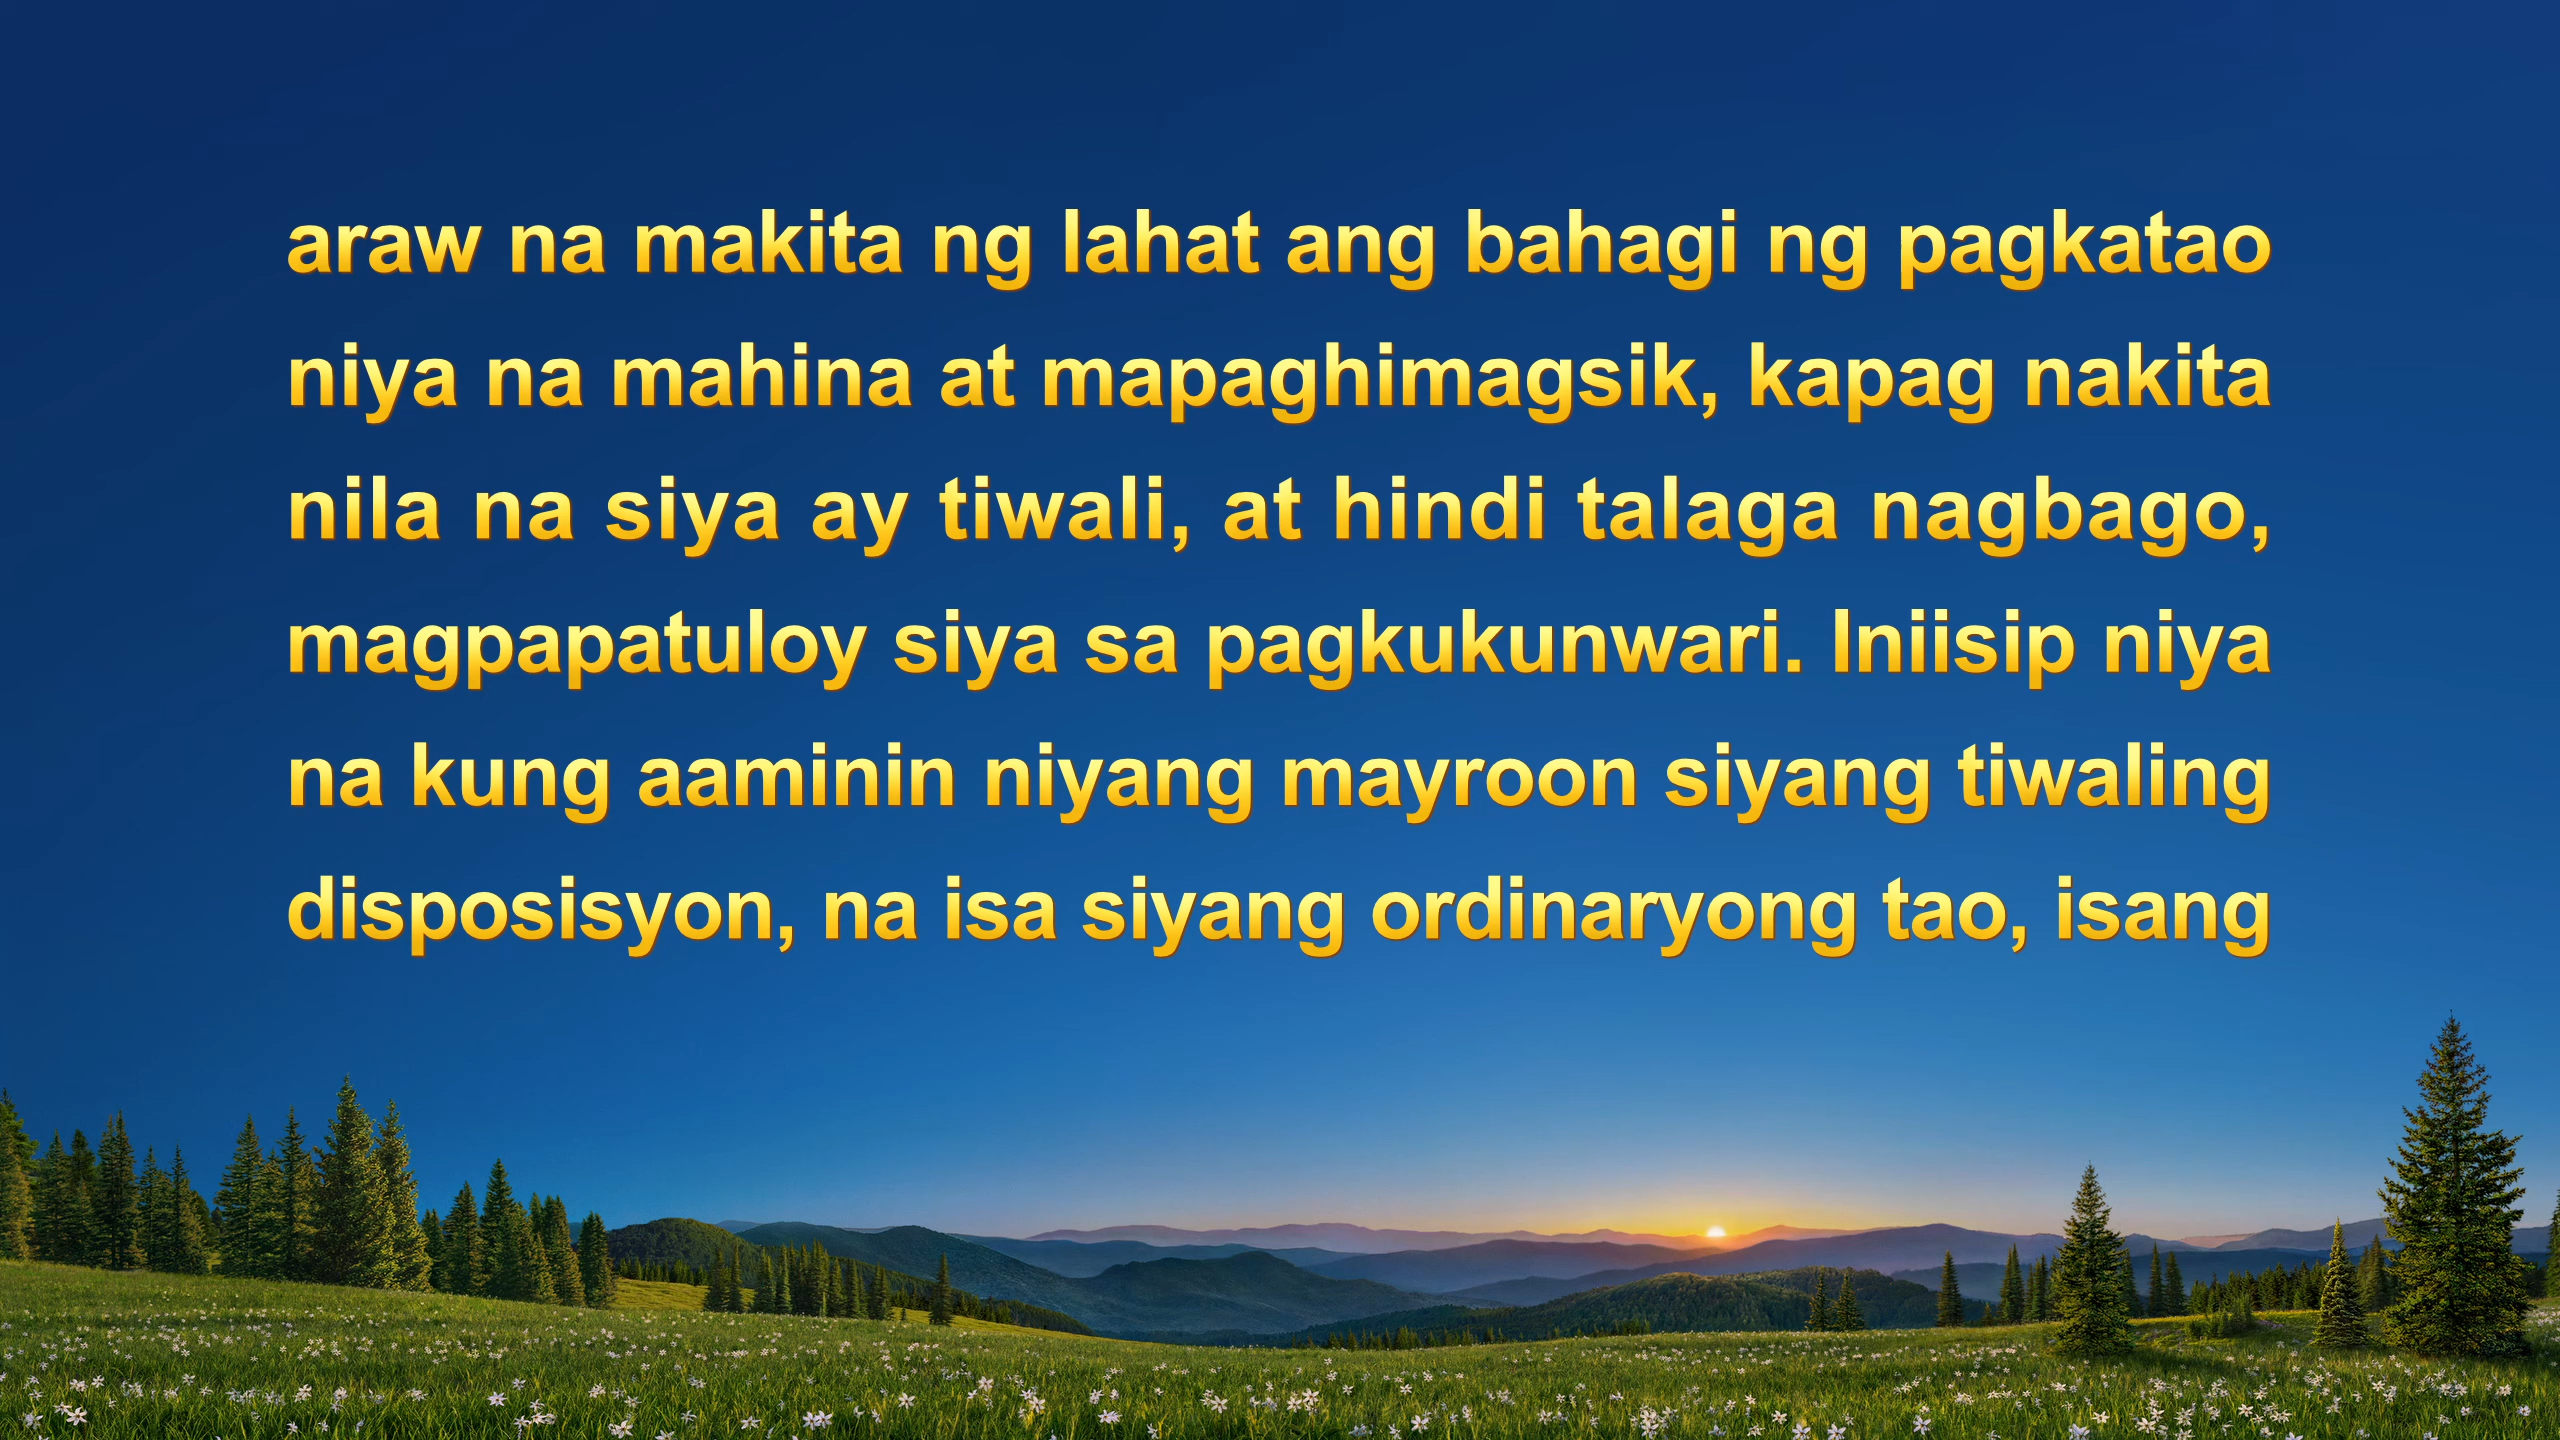 araw na makita ng lahat ang bahagi ng pagkatao
niya na mahina at mapaghimagsik, kapag nakita
nila na siya ay tiwali, at hindi talaga nagbago,
magpapatuloy siya sa pagkukunwari. Iniisip niya
na kung aaminin niyang mayroon siyang tiwaling
disposisyon, na isa siyang ordinaryong tao, isang